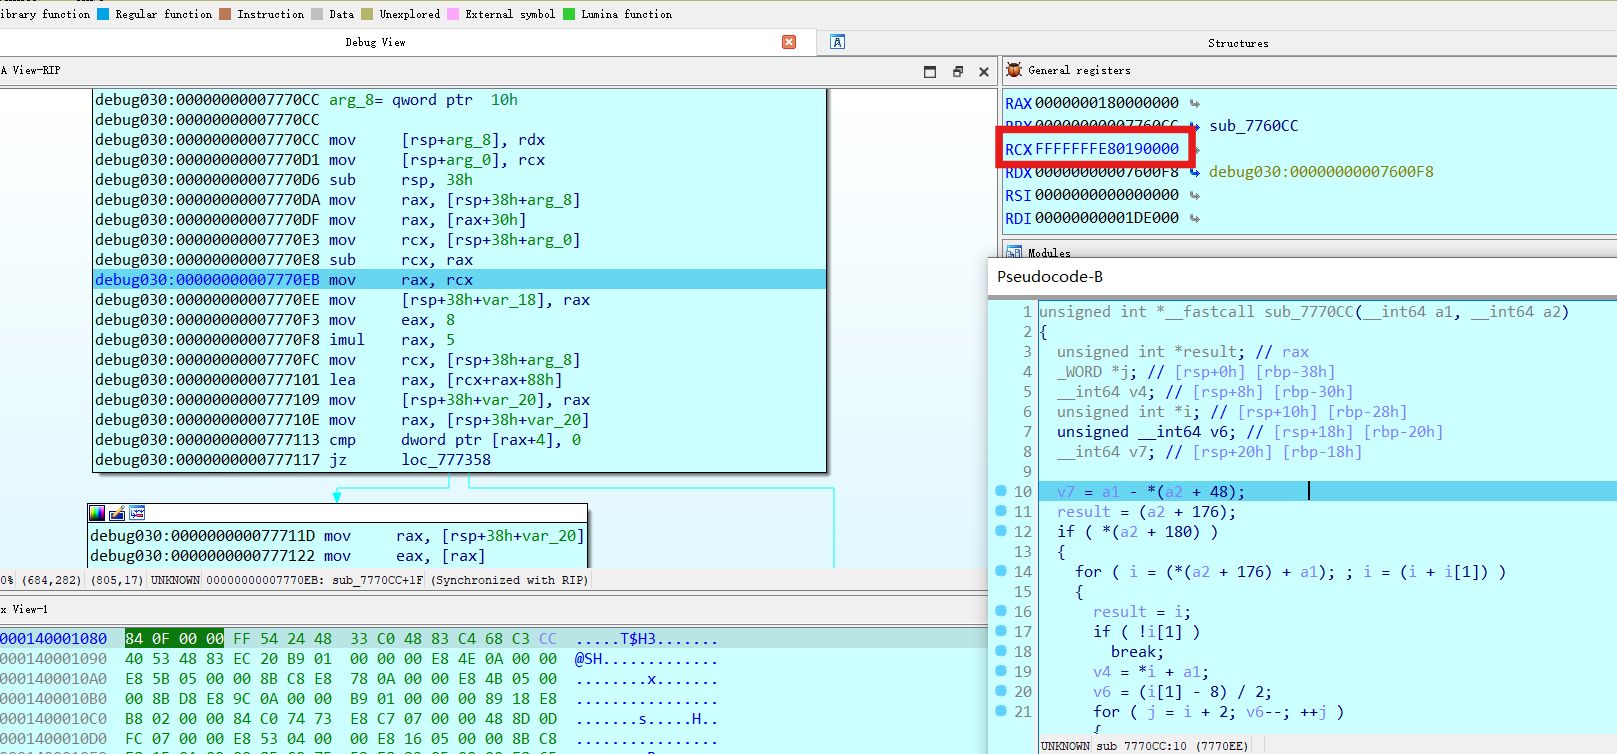 ibrary function Regular function Instruction Data Unexplored External symbol Lumina function
Debug View
Structures
A View-RIP
General registers
debug030:00000000007770CC arg_8= qword ptr  10h
debug030:00000000007770CC
debug030:00000000007770CC mov     [rsp+arg_8], rdx
debug030:00000000007770D1 mov     [rsp+arg_0], rcx
debug030:00000000007770D6 sub     rsp, 38h
debug030:00000000007770DA mov     rax, [rsp+38h+arg_8]
debug030:00000000007770DF mov     rax, [rax+30h]
debug030:00000000007770E3 mov     rcx, [rsp+38h+arg_0]
debug030:00000000007770E8 sub     rcx, rax
debug030:00000000007770EB mov     rax, rcx
debug030:00000000007770EE mov     [rsp+38h+var_18], rax
debug030:00000000007770F3 mov     eax, 8
debug030:00000000007770F8 imul    rax, 5
debug030:00000000007770FC mov     rcx, [rsp+38h+arg_8]
debug030:0000000000777101 lea     rax, [rcx+rax+88h]
debug030:0000000000777109 mov     [rsp+38h+var_20], rax
debug030:000000000077710E mov     rax, [rsp+38h+var_20]
debug030:0000000000777113 cmp     dword ptr [rax+4], 0
debug030:0000000000777117 jz      loc_777358
debug030:000000000077711D mov     rax, [rsp+38h+var_20]
debug030:0000000000777122 mov     eax, [rax]
0% (684,282) (805,17) UNKNOWN 00000000007770EB: sub_7770CC+1F (Synchronized with RIP)
RAX 0000000180000000
RBX 00000000007760CC sub_7760CC
RCX FFFFFFFE80190000
RDX 00000000007600F8 debug030:00000000007600F8
RSI 0000000000000000
RDI 00000000001DE000
Modules
Pseudocode-B
1 unsigned int *__fastcall sub_7770CC(__int64 a1, __int64 a2)
2 {
3   unsigned int *result; // rax
4   _WORD *j; // [rsp+0h] [rbp-38h]
5   __int64 v4; // [rsp+8h] [rbp-30h]
6   unsigned int *i; // [rsp+10h] [rbp-28h]
7   unsigned __int64 v6; // [rsp+18h] [rbp-20h]
8   __int64 v7; // [rsp+20h] [rbp-18h]
9
10   v7 = a1 - *(a2 + 48);
11   result = (a2 + 176);
12   if ( *(a2 + 180) )
13   {
14     for ( i = (*(a2 + 176) + a1); ; i = (i + i[1]) )
15     {
16       result = i;
17       if ( !i[1] )
18         break;
19       v4 = *i + a1;
20       v6 = (i[1] - 8) / 2;
21       for ( j = i + 2; v6--; ++j )
{
UNKNOWN sub_7770CC:10 (7770EE)
x View-1
000140001080 84 0F 00 00 FF 54 24 48 33 C0 48 83 C4 68 C3 CC .....T$H3.......
000140001090 40 53 48 83 EC 20 B9 01 00 00 00 E8 4E 0A 00 00 @SH.............
0001400010A0 E8 5B 05 00 00 8B C8 E8 78 0A 00 00 E8 4B 05 00 ........x.......
0001400010B0 00 8B D8 E8 9C 0A 00 00 B9 01 00 00 00 89 18 E8 ................
0001400010C0 B8 02 00 00 84 C0 74 73 E8 C7 07 00 00 48 8D 0D .......s.....H..
0001400010D0 FC 07 00 00 E8 53 04 00 00 E8 16 05 00 00 8B C8 ................